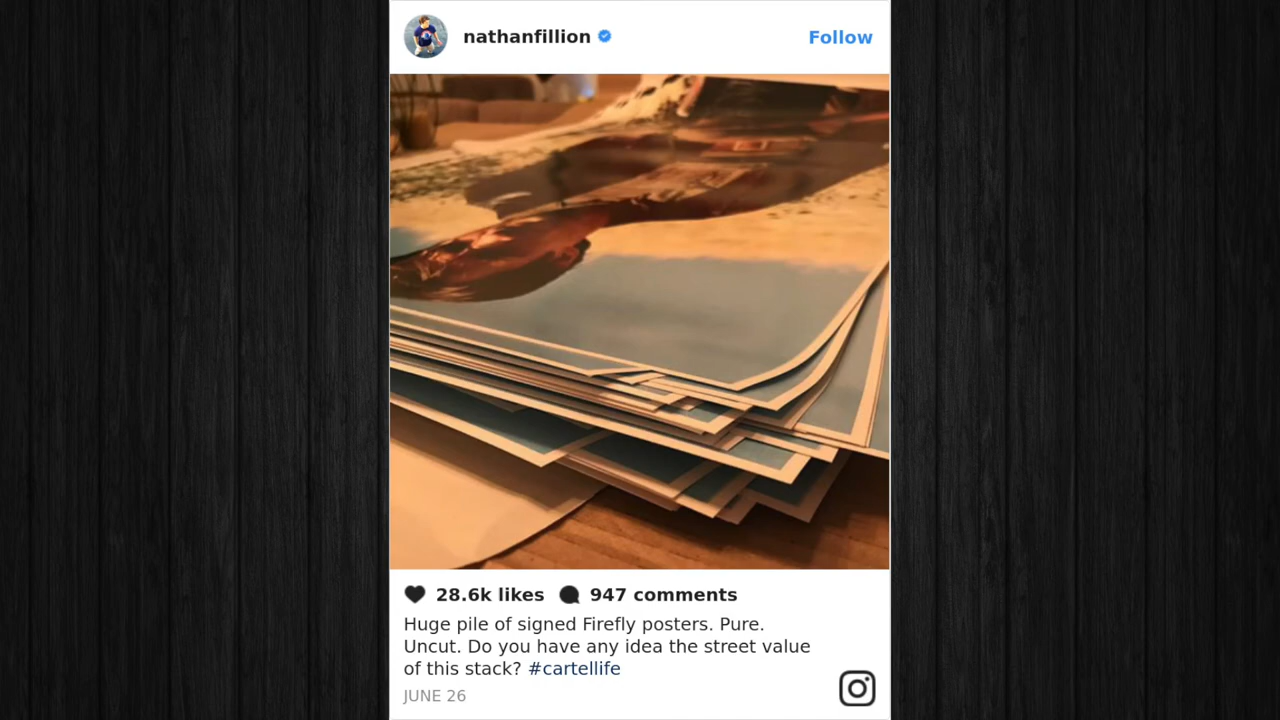 nathanfillion
Follow
28.6k likes 947 comments
Huge pile of signed Firefly posters. Pure.
Uncut. Do you have any idea the street value
of this stack? #cartellife
JUNE 26